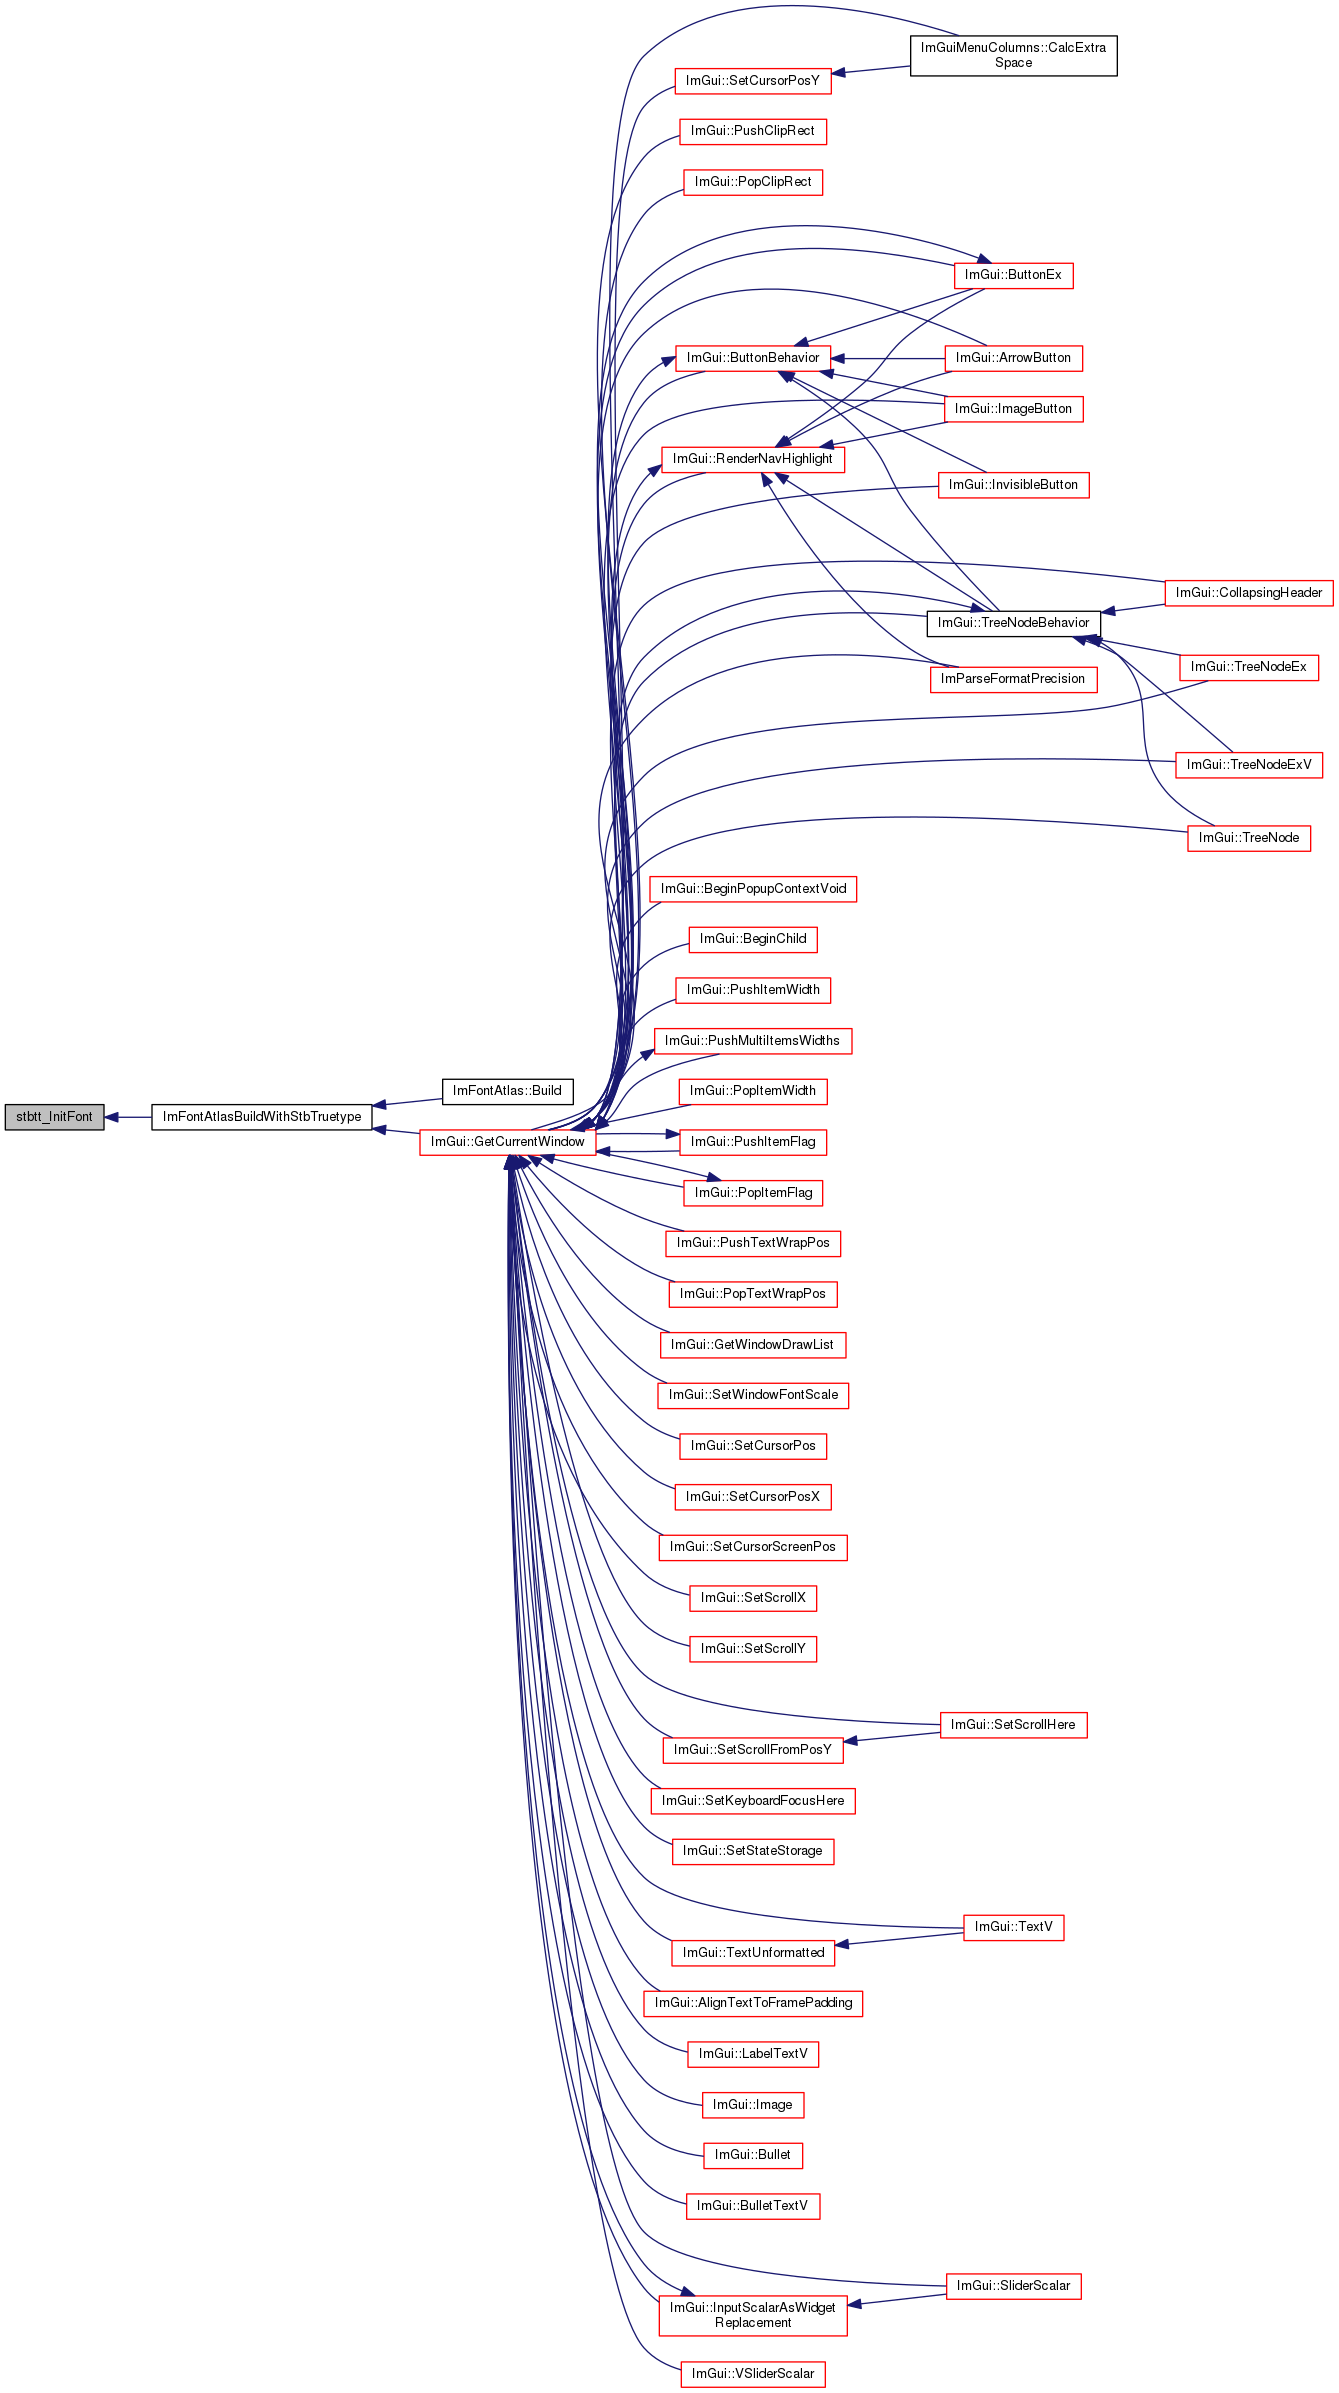 ImGuiMenuColumns::CalcExtra
Space
ImGui::SetCursorPosY
ImGui::PushClipRect
ImGui::PopClipRect
ImGui::ButtonEx
ImGui::ButtonBehavior
ImGui::ArrowButton
ImGui::ImageButton
ImGui::RenderNavHighlight
ImGui::InvisibleButton
ImGui::CollapsingHeader
ImGui::TreeNodeBehavior
ImGui::TreeNodeEx
ImParseFormatPrecision
ImGui::TreeNodeExV
ImGui::TreeNode
ImGui::BeginPopupContextVoid
ImGui::BeginChild
ImGui::PushItemWidth
ImGui::PushMultiItemsWidths
ImFontAtlas::Build
ImGui::PopItemWidth
stbtt_InitFont
ImFontAtlasBuildWithStbTruetype
ImGui::GetCurrentWindow
ImGui::PushItemFlag
ImGui::PopItemFlag
ImGui::PushTextWrapPos
ImGui::PopTextWrapPos
ImGui::GetWindowDrawList
ImGui::SetWindowFontScale
ImGui::SetCursorPos
ImGui::SetCursorPosX
ImGui::SetCursorScreenPos
ImGui::SetScrollX
ImGui::SetScrollY
ImGui::SetScrollHere
ImGui::SetScrollFromPosY
ImGui::SetKeyboardFocusHere
ImGui::SetStateStorage
ImGui::TextV
ImGui::TextUnformatted
ImGui::AlignTextToFramePadding
ImGui::LabelTextV
ImGui::Image
ImGui::Bullet
ImGui::BulletTextV
ImGui::SliderScalar
ImGui::InputScalarAsWidget
Replacement
ImGui::VSliderScalar